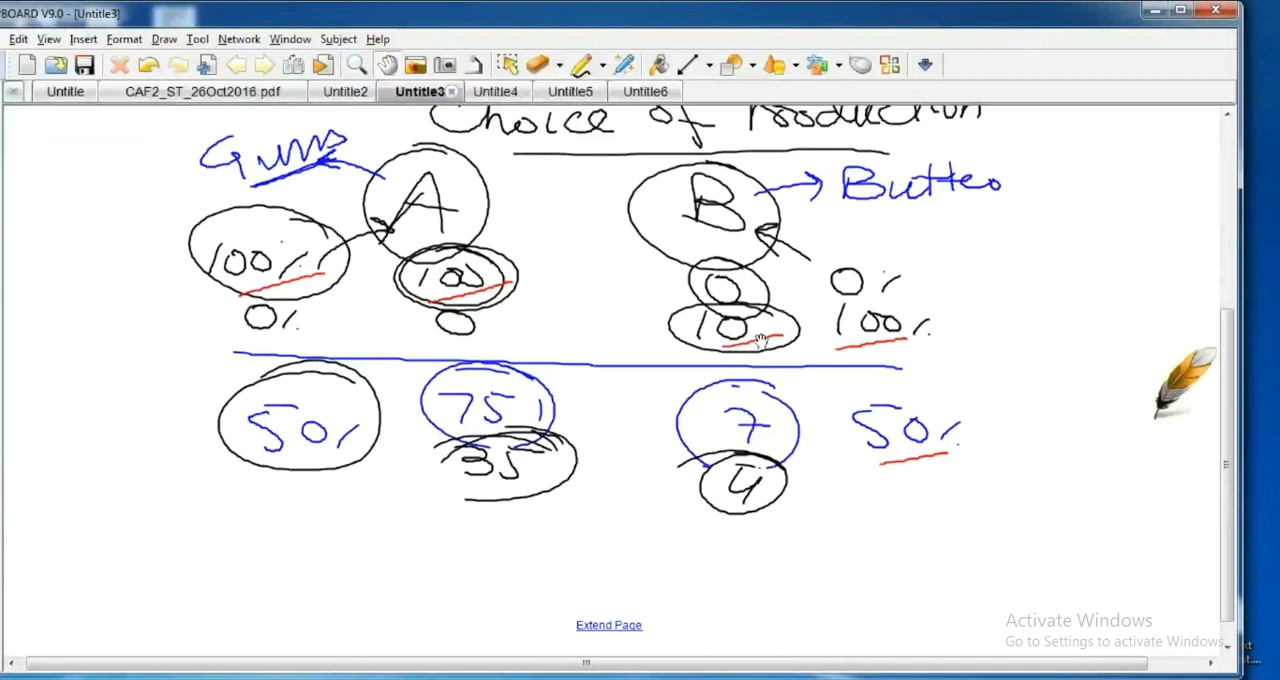 BOARD V9.0 - [Untitle3]
Edit View Insert Format Draw Tool Network Window Subject Help
Untitle CAF2_ST_26Oct2016.pdf Untitle2 Untitle3 Untitle4 Untitle5 Untitle6
Choice of Production
Guns A B Butter
100% 100 0 0%
0% 0 10 100%
50% 75 7 50%
35 4
Extend Page
Activate Windows
Go to Settings to activate Windows.